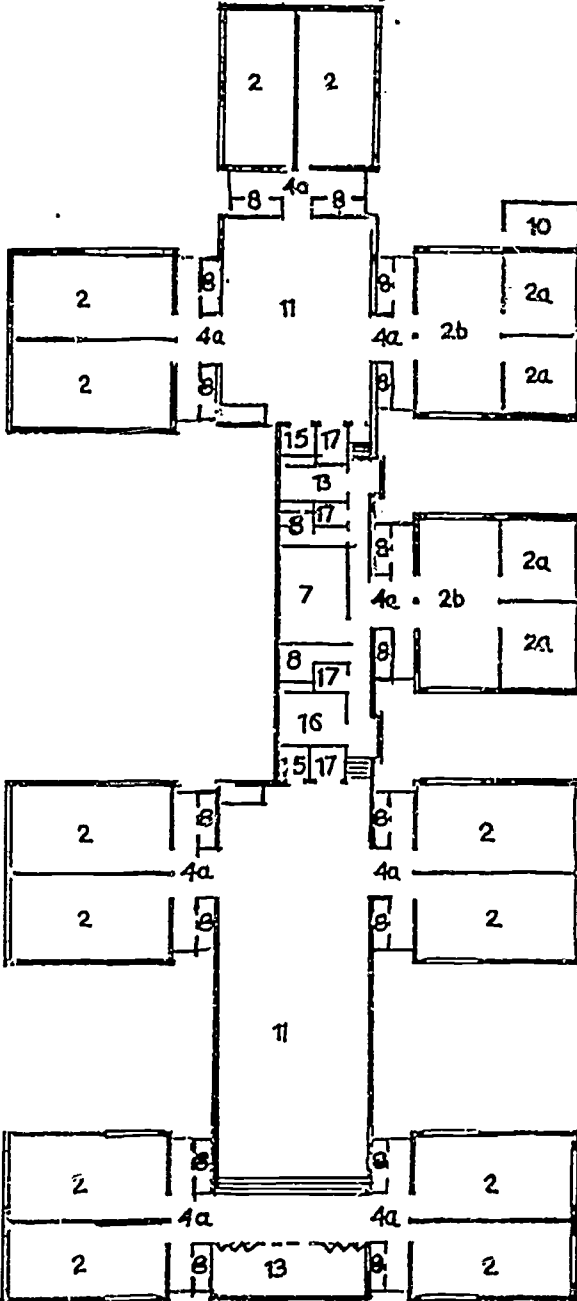 2 2
4a
8 8
10
2 8 11 8 2a
4a 4a 2b
2 8 8 2a
15 17
13
8 17
8 2a
7 4a 2b
8 8 2a
17
16
5 17
2 8 8 2
4a 4a
2 8 8 2
11
2 8 8 2
4a 4a
2 8 13 8 2